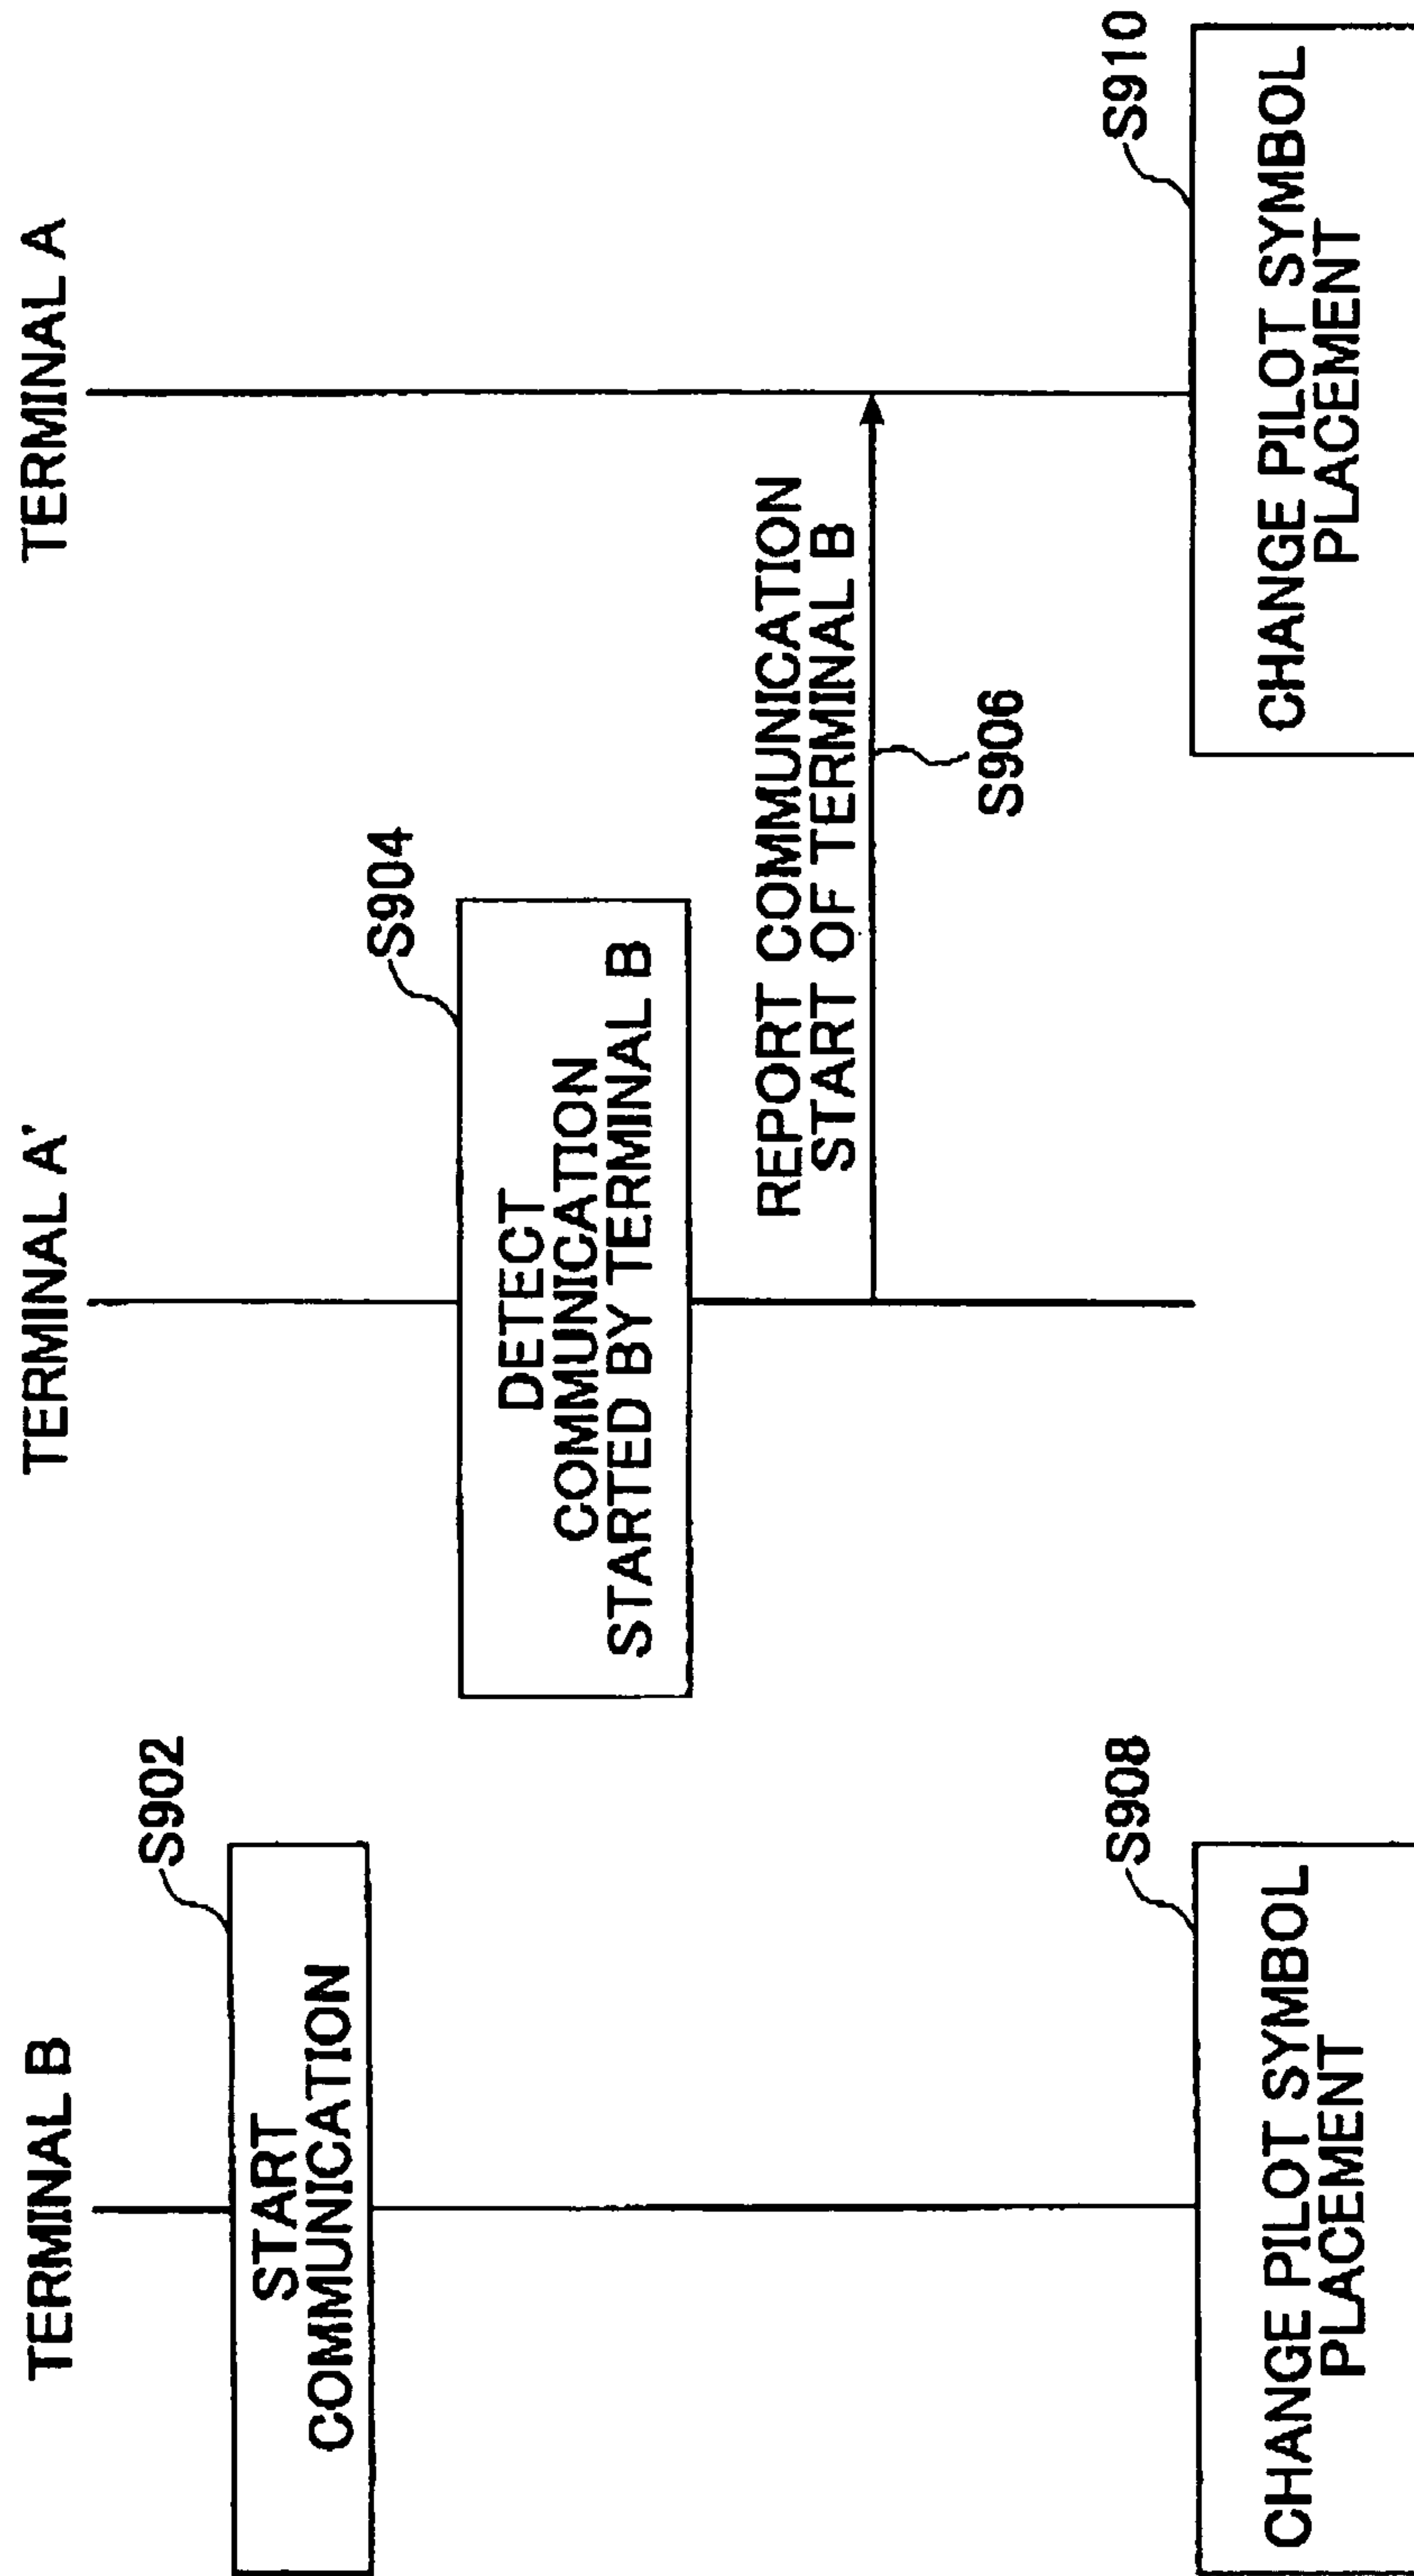 TERMINAL B
TERMINAL A'
TERMINAL A
S902
START
COMMUNICATION
S904
DETECT
COMMUNICATION
STARTED BY TERMINAL B
REPORT COMMUNICATION
START OF TERMINAL B
S906
S908
CHANGE PILOT SYMBOL
PLACEMENT
S910
CHANGE PILOT SYMBOL
PLACEMENT